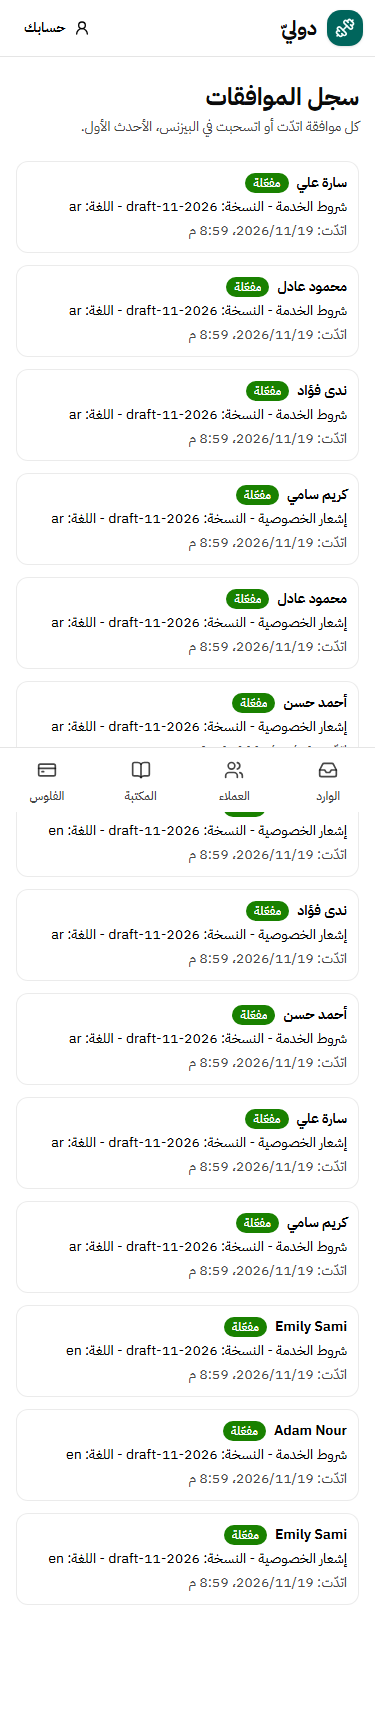 دوليّ
حسابك
سجل الموافقات
كل موافقة اتدّت أو اتسحبت في البيزنس، الأحدث الأول.
سارة علي مفعّلة
شروط الخدمة - النسخة: draft-11-2026 - اللغة: ar
اتدّت: 2026/11/19، 8:59 م
محمود عادل مفعّلة
شروط الخدمة - النسخة: draft-11-2026 - اللغة: ar
اتدّت: 2026/11/19، 8:59 م
ندى فؤاد مفعّلة
شروط الخدمة - النسخة: draft-11-2026 - اللغة: ar
اتدّت: 2026/11/19، 8:59 م
كريم سامي مفعّلة
إشعار الخصوصية - النسخة: draft-11-2026 - اللغة: ar
اتدّت: 2026/11/19، 8:59 م
محمود عادل مفعّلة
إشعار الخصوصية - النسخة: draft-11-2026 - اللغة: ar
اتدّت: 2026/11/19، 8:59 م
أحمد حسن مفعّلة
إشعار الخصوصية - النسخة: draft-11-2026 - اللغة: ar
الوارد
العملاء
المكتبة
الفلوس
إشعار الخصوصية - النسخة: draft-11-2026 - اللغة: en
اتدّت: 2026/11/19، 8:59 م
ندى فؤاد مفعّلة
إشعار الخصوصية - النسخة: draft-11-2026 - اللغة: ar
اتدّت: 2026/11/19، 8:59 م
أحمد حسن مفعّلة
شروط الخدمة - النسخة: draft-11-2026 - اللغة: ar
اتدّت: 2026/11/19، 8:59 م
سارة علي مفعّلة
إشعار الخصوصية - النسخة: draft-11-2026 - اللغة: ar
اتدّت: 2026/11/19، 8:59 م
كريم سامي مفعّلة
شروط الخدمة - النسخة: draft-11-2026 - اللغة: ar
اتدّت: 2026/11/19، 8:59 م
Emily Sami مفعّلة
شروط الخدمة - النسخة: draft-11-2026 - اللغة: en
اتدّت: 2026/11/19، 8:59 م
Adam Nour مفعّلة
شروط الخدمة - النسخة: draft-11-2026 - اللغة: en
اتدّت: 2026/11/19، 8:59 م
Emily Sami مفعّلة
إشعار الخصوصية - النسخة: draft-11-2026 - اللغة: en
اتدّت: 2026/11/19، 8:59 م